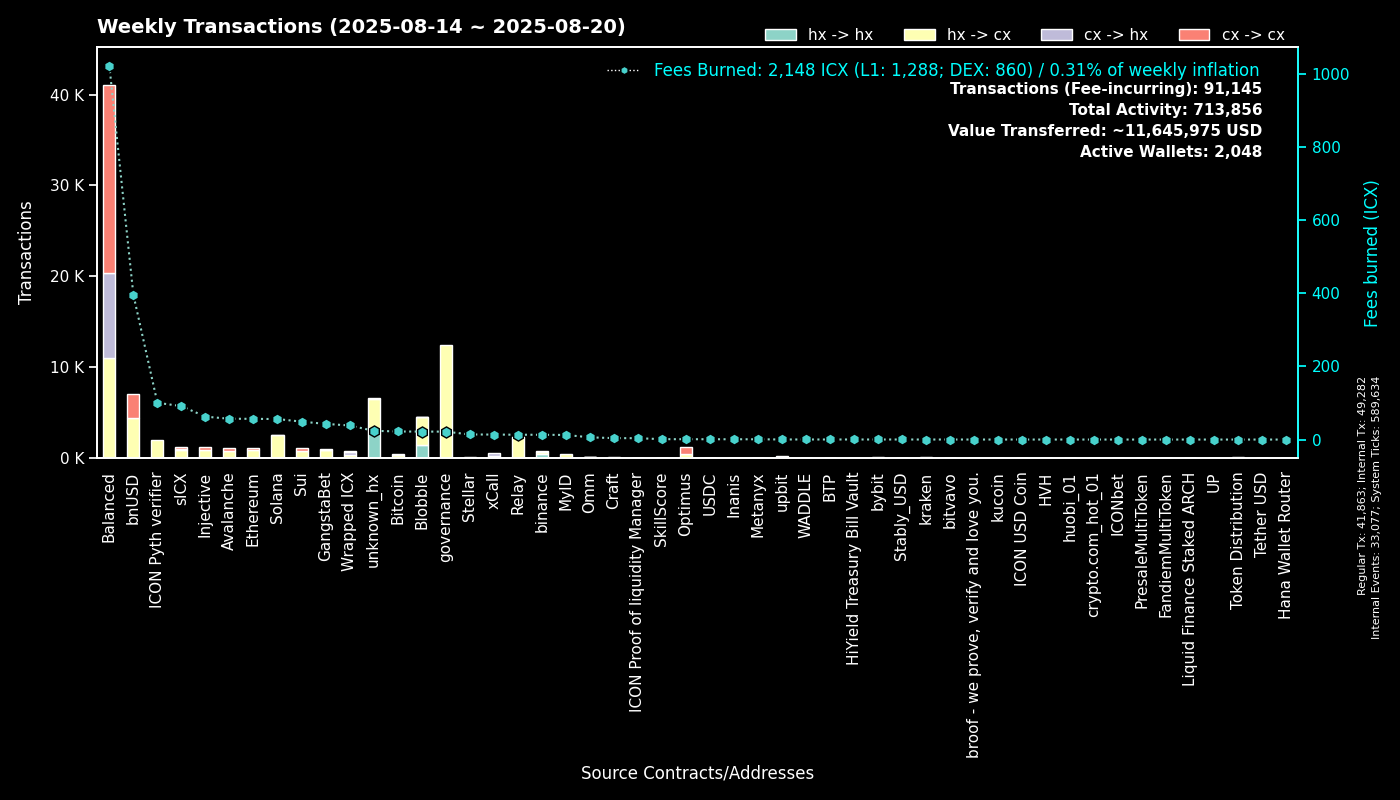 Weekly Transactions (2025-08-14 ~ 2025-08-20)
hx -> hx
hx -> cx
cx -> hx
cx -> cx
Fees Burned: 2,148 ICX (L1: 1,288; DEX: 860) / 0.31% of weekly inflation
Transactions (Fee-incurring): 91,145
Total Activity: 713,856
Value Transferred: ~11,645,975 USD
Active Wallets: 2,048
Transactions
40 K
30 K
20 K
10 K
0 K
1000
800
600
400
200
0
Fees burned (ICX)
Regular Tx: 41,863; Internal Tx: 49,282
Internal Events: 33,077; System Ticks: 589,634
Balanced
bnUSD
ICON Pyth verifier
sICX
Injective
Avalanche
Ethereum
Solana
Sui
GangstaBet
Wrapped ICX
unknown_hx
Bitcoin
Blobble
governance
Stellar
xCall
Relay
binance
MyID
Omm
Craft
ICON Proof of liquidity Manager
SkillScore
Optimus
USDC
Inanis
Metanyx
upbit
WADDLE
BTP
HiYield Treasury Bill Vault
bybit
Stably_USD
kraken
bitvavo
broof - we prove, verify and love you.
kucoin
ICON USD Coin
HVH
huobi_01
crypto.com_hot_01
ICONbet
PresaleMultiToken
FandiemMultiToken
Liquid Finance Staked ARCH
UP
Token Distribution
Tether USD
Hana Wallet Router
Source Contracts/Addresses